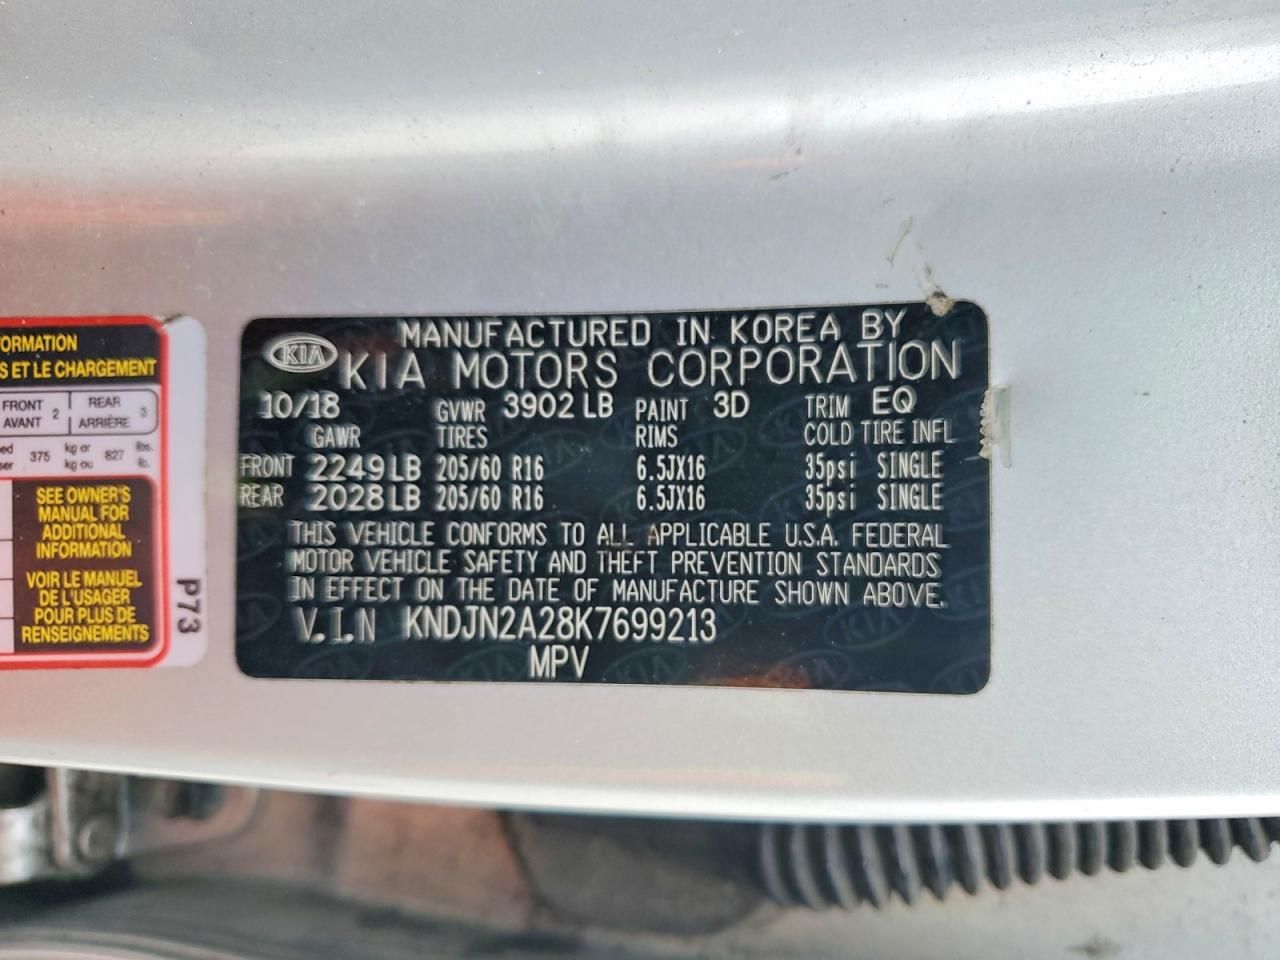 ORMATION
S ET LE CHARGEMENT
FRONT AVANT 2 REAR ARRIÈRE 3
375 kg or kg ou 827 lbs. lb.
SEE OWNER'S
MANUAL FOR
ADDITIONAL
INFORMATION
VOIR LE MANUEL
DE L'USAGER
POUR PLUS DE
RENSEIGNEMENTS
P73
KIA
MANUFACTURED IN KOREA BY
KIA MOTORS CORPORATION
10/18 GVWR 3902 LB PAINT 3D TRIM EQ
GAWR TIRES RIMS COLD TIRE INFL
FRONT 2249 LB 205/60 R16 6.5JX16 35psi SINGLE
REAR 2028 LB 205/60 R16 6.5JX16 35psi SINGLE
THIS VEHICLE CONFORMS TO ALL APPLICABLE U.S.A. FEDERAL
MOTOR VEHICLE SAFETY AND THEFT PREVENTION STANDARDS
IN EFFECT ON THE DATE OF MANUFACTURE SHOWN ABOVE.
V.I.N KNDJN2A28K7699213
MPV